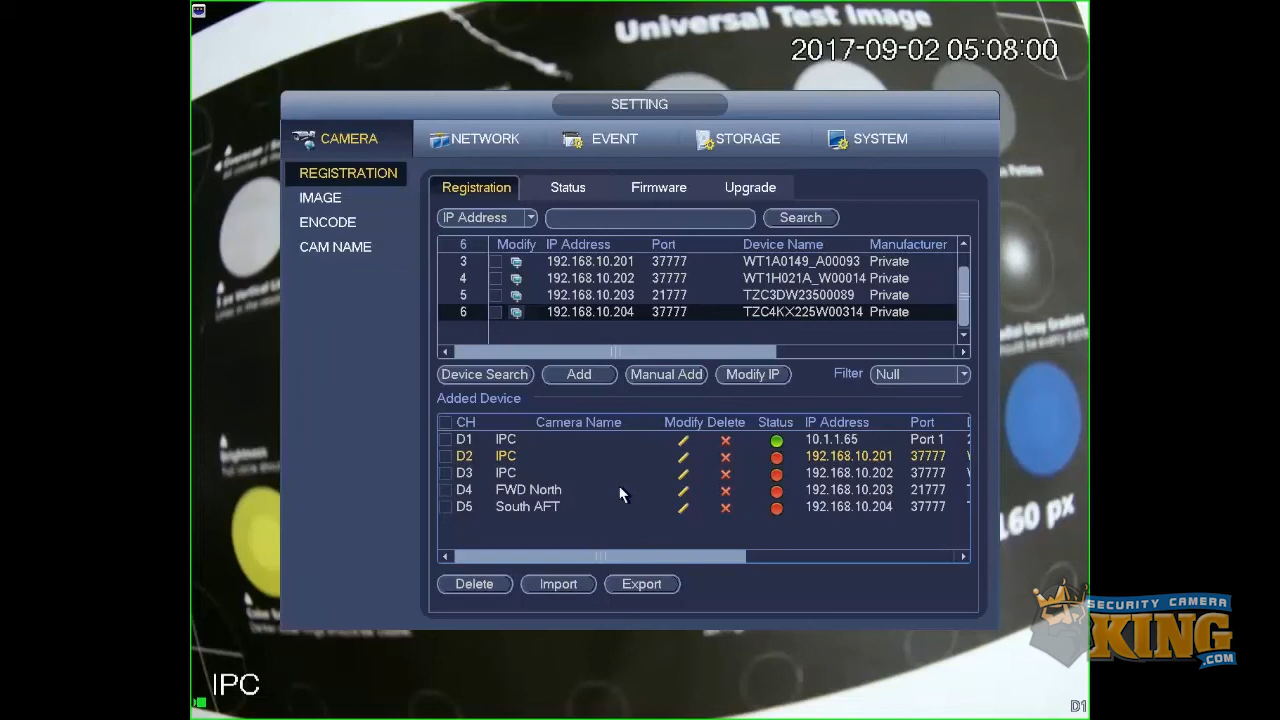 Universal Test Image
2017-09-02 05:08:00
SETTING
CAMERA NETWORK EVENT STORAGE SYSTEM
REGISTRATION
IMAGE
ENCODE
CAM NAME
Registration Status Firmware Upgrade
IP Address Search
6 Modify IP Address Port Device Name Manufacturer
3 192.168.10.201 37777 WT1A0149_A00093 Private
4 192.168.10.202 37777 WT1H021A_W00014 Private
5 192.168.10.203 21777 TZC3DW23500089 Private
6 192.168.10.204 37777 TZC4KX225W00314 Private
Device Search Add Manual Add Modify IP Filter Null
Added Device
CH Camera Name Modify Delete Status IP Address Port
D1 IPC 10.1.1.65 Port 1
D2 IPC 192.168.10.201 37777
D3 IPC 192.168.10.202 37777
D4 FWD North 192.168.10.203 21777
D5 South AFT 192.168.10.204 37777
Delete Import Export
160 px
Brightness
IPC
D1
SECURITY CAMERA
KING
.COM